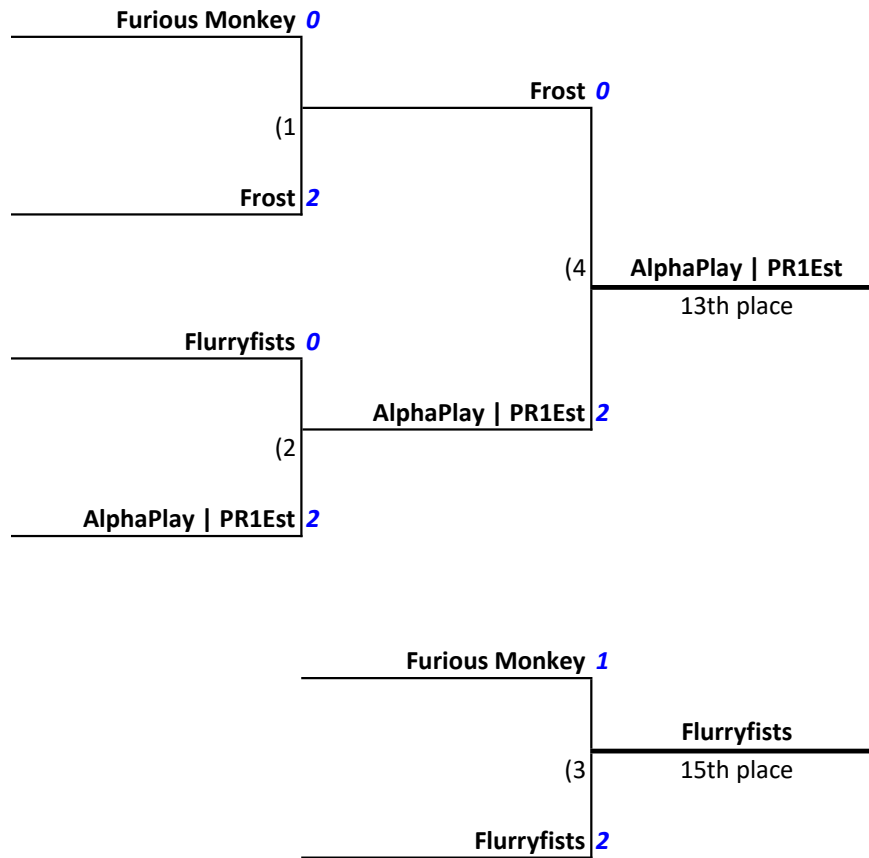 Furious Monkey 0
Frost 0
(1
Frost 2
(4 AlphaPlay | PR1Est
13th place
Flurryfists 0
AlphaPlay | PR1Est 2
(2
AlphaPlay | PR1Est 2
Furious Monkey 1
Flurryfists
(3 15th place
Flurryfists 2